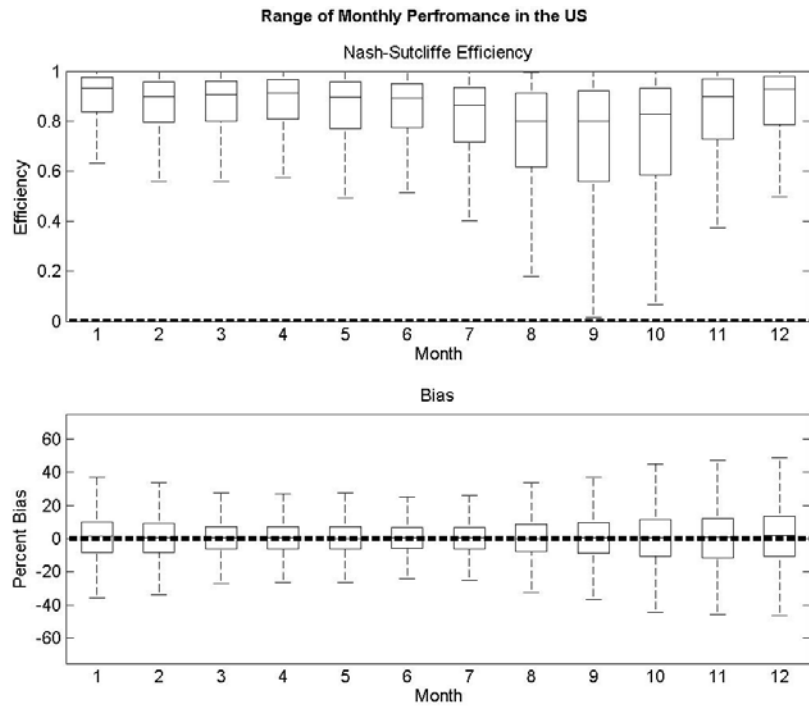 Range of Monthly Perfromance in the US
Nash-Sutcliffe Efficiency
1
0.8
0.6
0.4
0.2
0
Efficiency
1 2 3 4 5 6 7 8 9 10 11 12
Month
Bias
60
40
20
0
-20
-40
-60
Percent Bias
1 2 3 4 5 6 7 8 9 10 11 12
Month